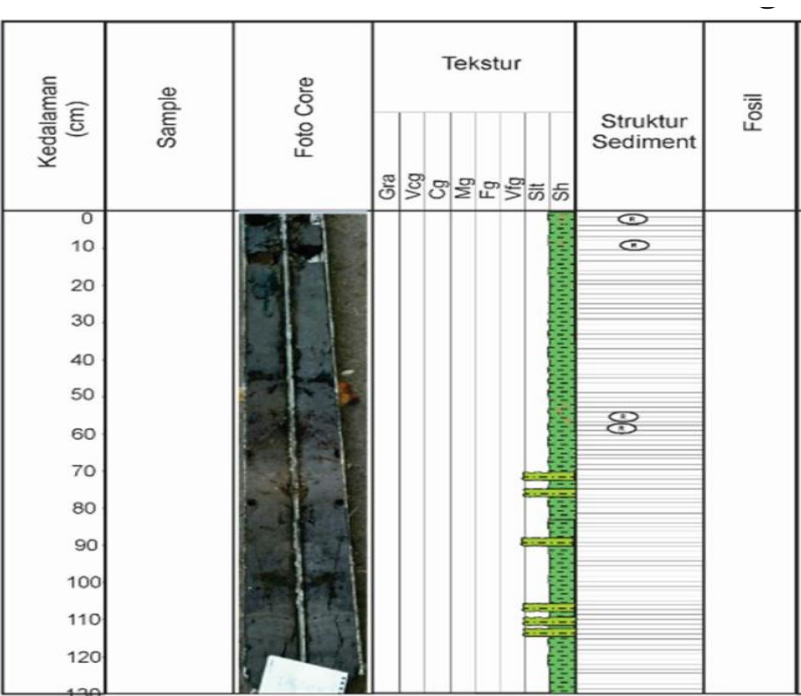 Kedalaman
(cm)
Sample
Foto Core
Tekstur
Gra
Vcg
Cg
Mg
Fg
Vfg
Slt
Sh
Struktur
Sediment
Fosil
0
10
20
30
40
50
60
70
80
90
100
110
120